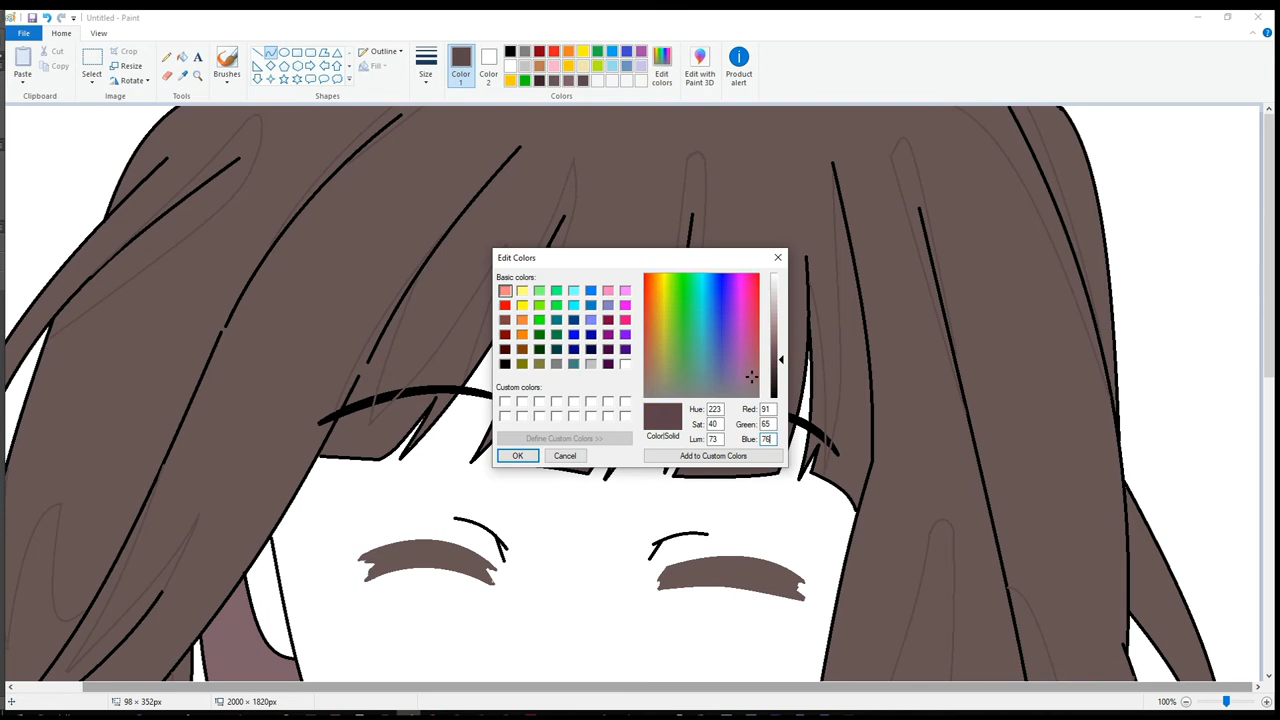 Untitled - Paint
File
Home
View
Paste
Cut
Copy
Clipboard
Select
Crop
Resize
Rotate
Image
A
Tools
Brushes
Shapes
Outline
Fill
Size
Color 1
Color 2
Colors
Edit colors
Edit with Paint 3D
Product alert
Edit Colors
Basic colors:
Custom colors:
Define Custom Colors >>
OK
Cancel
Color|Solid
Hue: 223
Sat: 40
Lum: 73
Red: 91
Green: 65
Blue: 76
Add to Custom Colors
98 × 352px
2000 × 1820px
100%